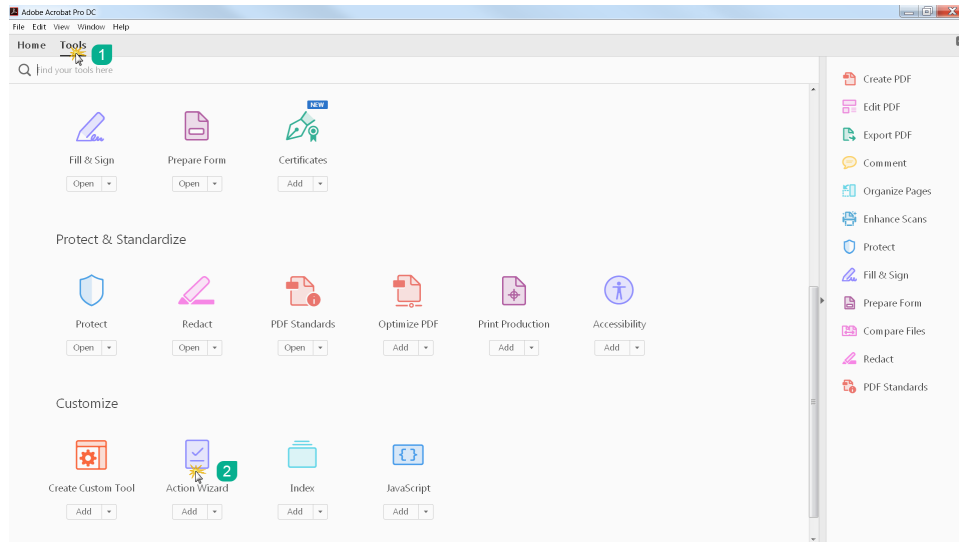 Adobe Acrobat Pro DC
File Edit View Window Help
Home Tools 1
Find your tools here
NEW
Fill & Sign Prepare Form Certificates
Open Open Add
Protect & Standardize
Protect Redact PDF Standards Optimize PDF Print Production Accessibility
Open Open Open Add Add Add
Customize
2
Create Custom Tool Action Wizard Index JavaScript
Add Add Add Add
Create PDF
Edit PDF
Export PDF
Comment
Organize Pages
Enhance Scans
Protect
Fill & Sign
Prepare Form
Compare Files
Redact
PDF Standards